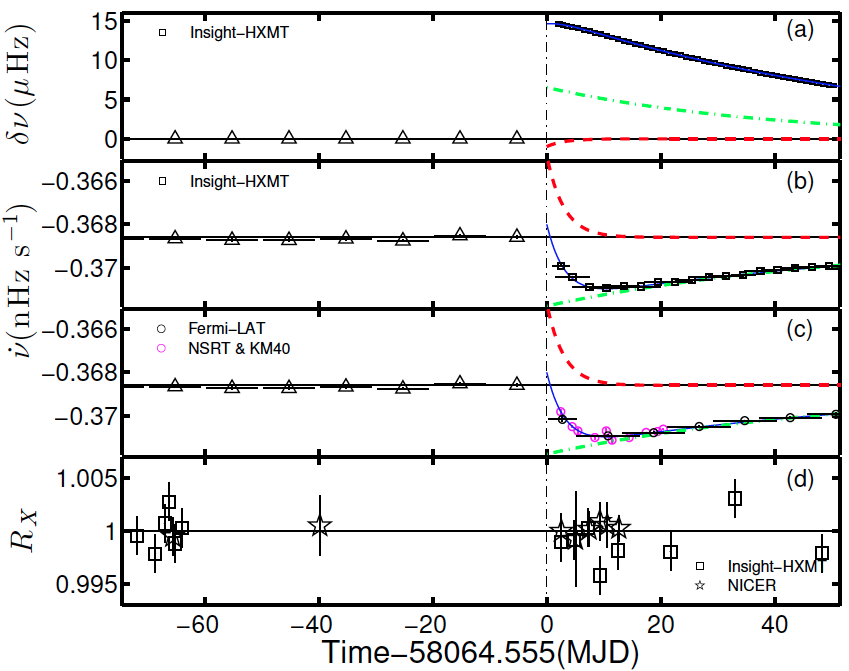 15
10
5
0
δν(μHz)
Insight-HXMT
(a)
−0.366
−0.368
−0.37
Insight-HXMT
(b)
ν̇(nHz s⁻¹)
−0.366
−0.368
−0.37
Fermi-LAT
NSRT & KM40
(c)
1.005
1
0.995
R_X
(d)
Insight-HXM
NICER
−60 −40 −20 0 20 40
Time−58064.555(MJD)